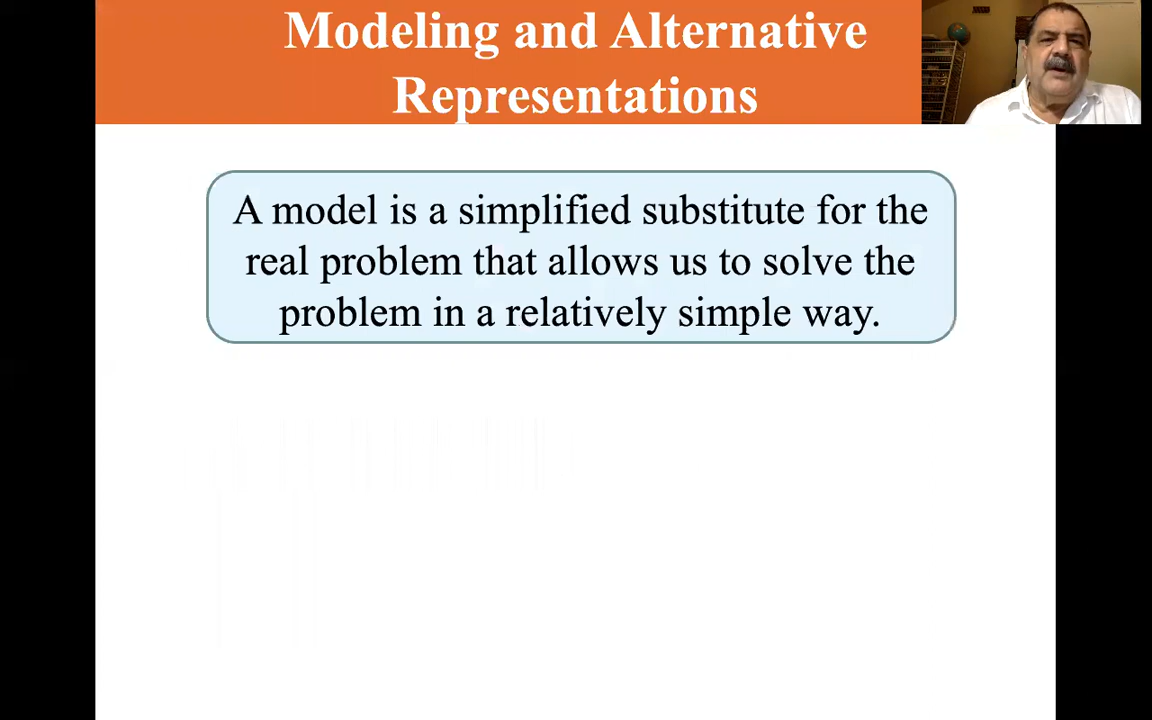 Modeling and Alternative
Representations
A model is a simplified substitute for the
real problem that allows us to solve the
problem in a relatively simple way.